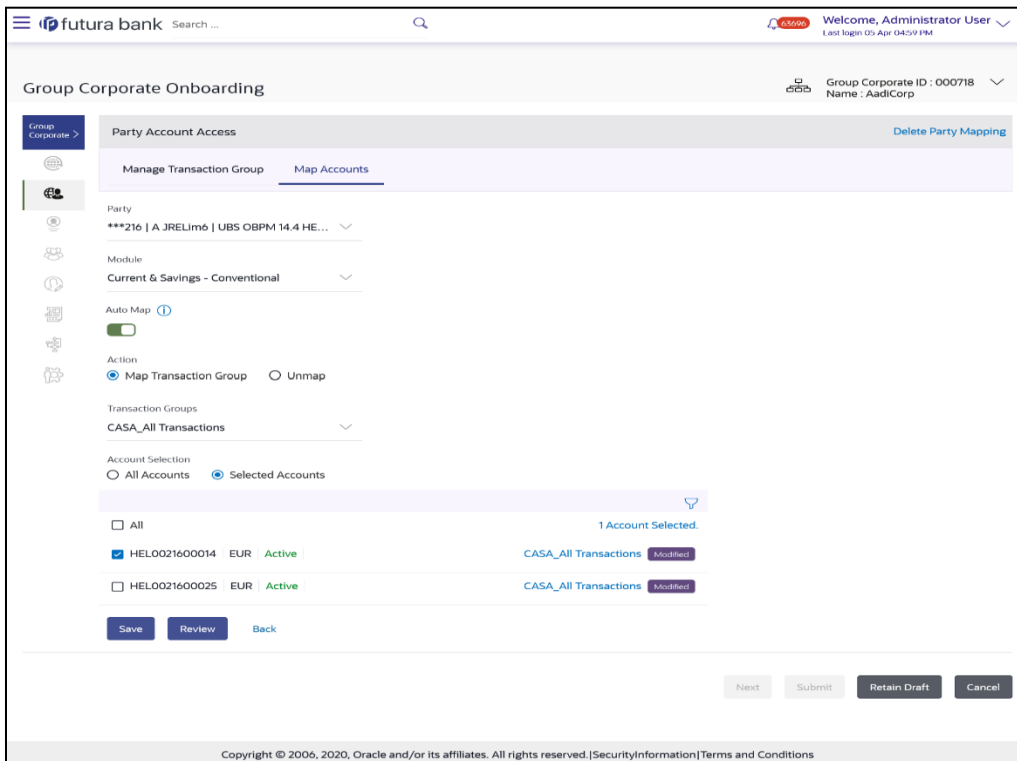 futura bank Search ... 63696 Welcome, Administrator User
Last login 05 Apr 04:59 PM
Group Corporate Onboarding
Group Corporate ID : 000718
Name : AadiCorp
Group
Corporate >
Party Account Access Delete Party Mapping
Manage Transaction Group Map Accounts
Party
***216 | A JRELim6 | UBS OBPM 14.4 HE...
Module
Current & Savings - Conventional
Auto Map
Action
Map Transaction Group Unmap
Transaction Groups
CASA_All Transactions
Account Selection
All Accounts Selected Accounts
All 1 Account Selected.
HEL0021600014 EUR Active CASA_All Transactions Modified
HEL0021600025 EUR Active CASA_All Transactions Modified
Save Review Back
Next Submit Retain Draft Cancel
Copyright © 2006, 2020, Oracle and/or its affiliates. All rights reserved.|SecurityInformation|Terms and Conditions